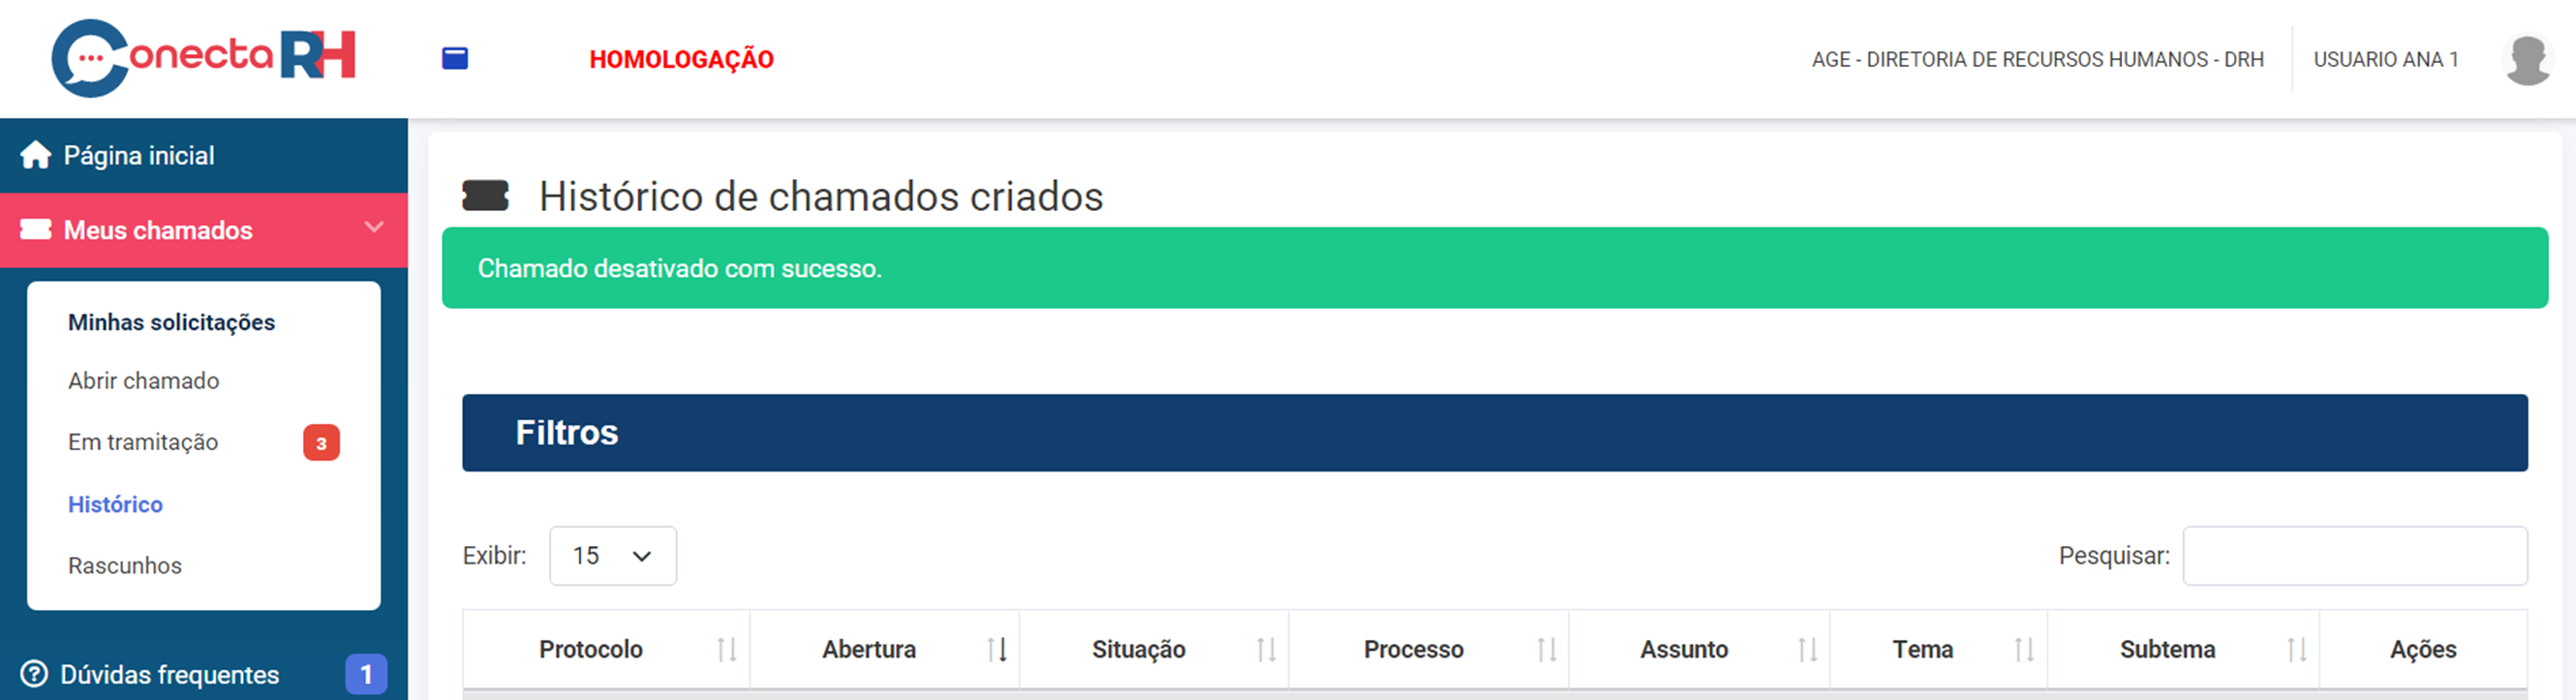 Conecta RH
HOMOLOGAÇÃO
AGE - DIRETORIA DE RECURSOS HUMANOS - DRH
USUARIO ANA 1
Página inicial
Meus chamados
Minhas solicitações
Abrir chamado
Em tramitação 3
Histórico
Rascunhos
Dúvidas frequentes 1
Histórico de chamados criados
Chamado desativado com sucesso.
Filtros
Exibir: 15
Pesquisar:
Protocolo Abertura Situação Processo Assunto Tema Subtema Ações